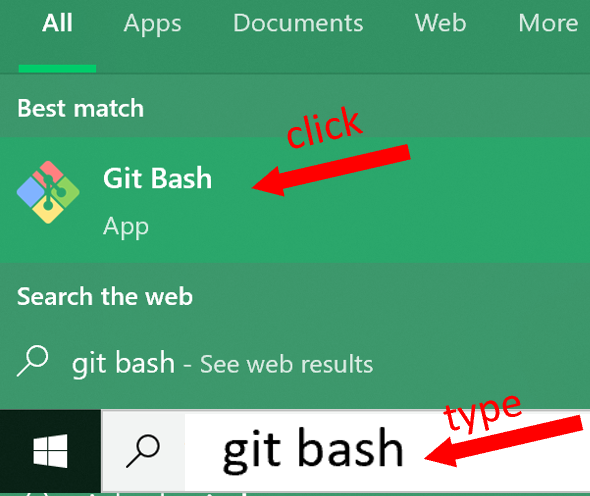 All Apps Documents Web More
Best match
click
Git Bash
App
Search the web
git bash - See web results
type
git bash